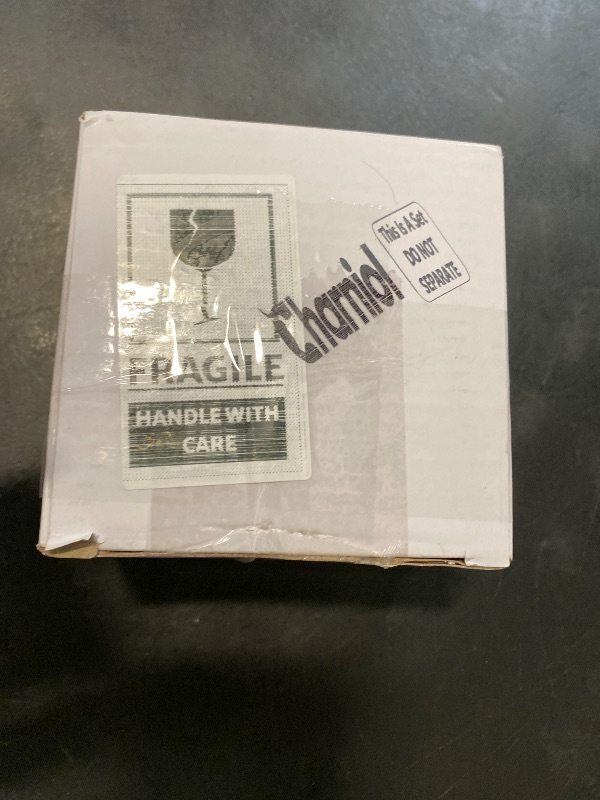 FRAGILE
HANDLE WITH
CARE
Charniol
This Is A Set
DO NOT
SEPARATE